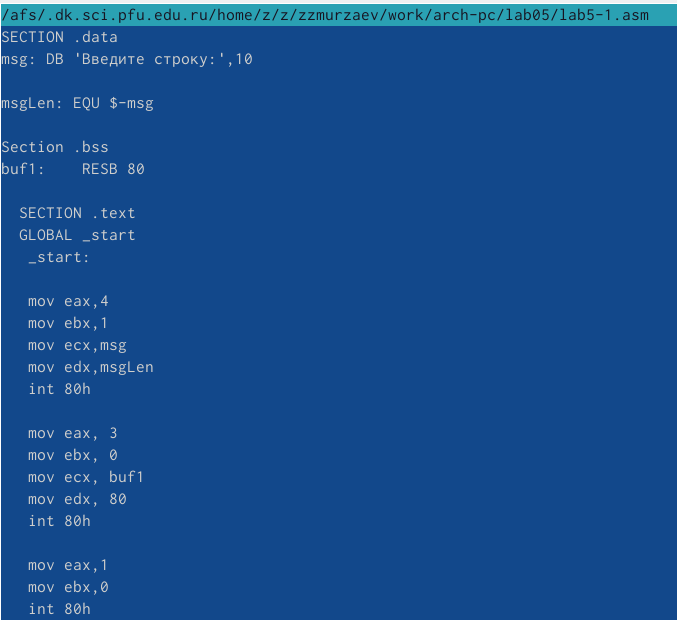 /afs/.dk.sci.pfu.edu.ru/home/z/z/zzmurzaev/work/arch-pc/lab05/lab5-1.asm
SECTION .data
msg: DB 'Введите строку:',10
msgLen: EQU $-msg
Section .bss
buf1:    RESB 80
SECTION .text
GLOBAL _start
_start:
mov eax,4
mov ebx,1
mov ecx,msg
mov edx,msgLen
int 80h
mov eax, 3
mov ebx, 0
mov ecx, buf1
mov edx, 80
int 80h
mov eax,1
mov ebx,0
int 80h